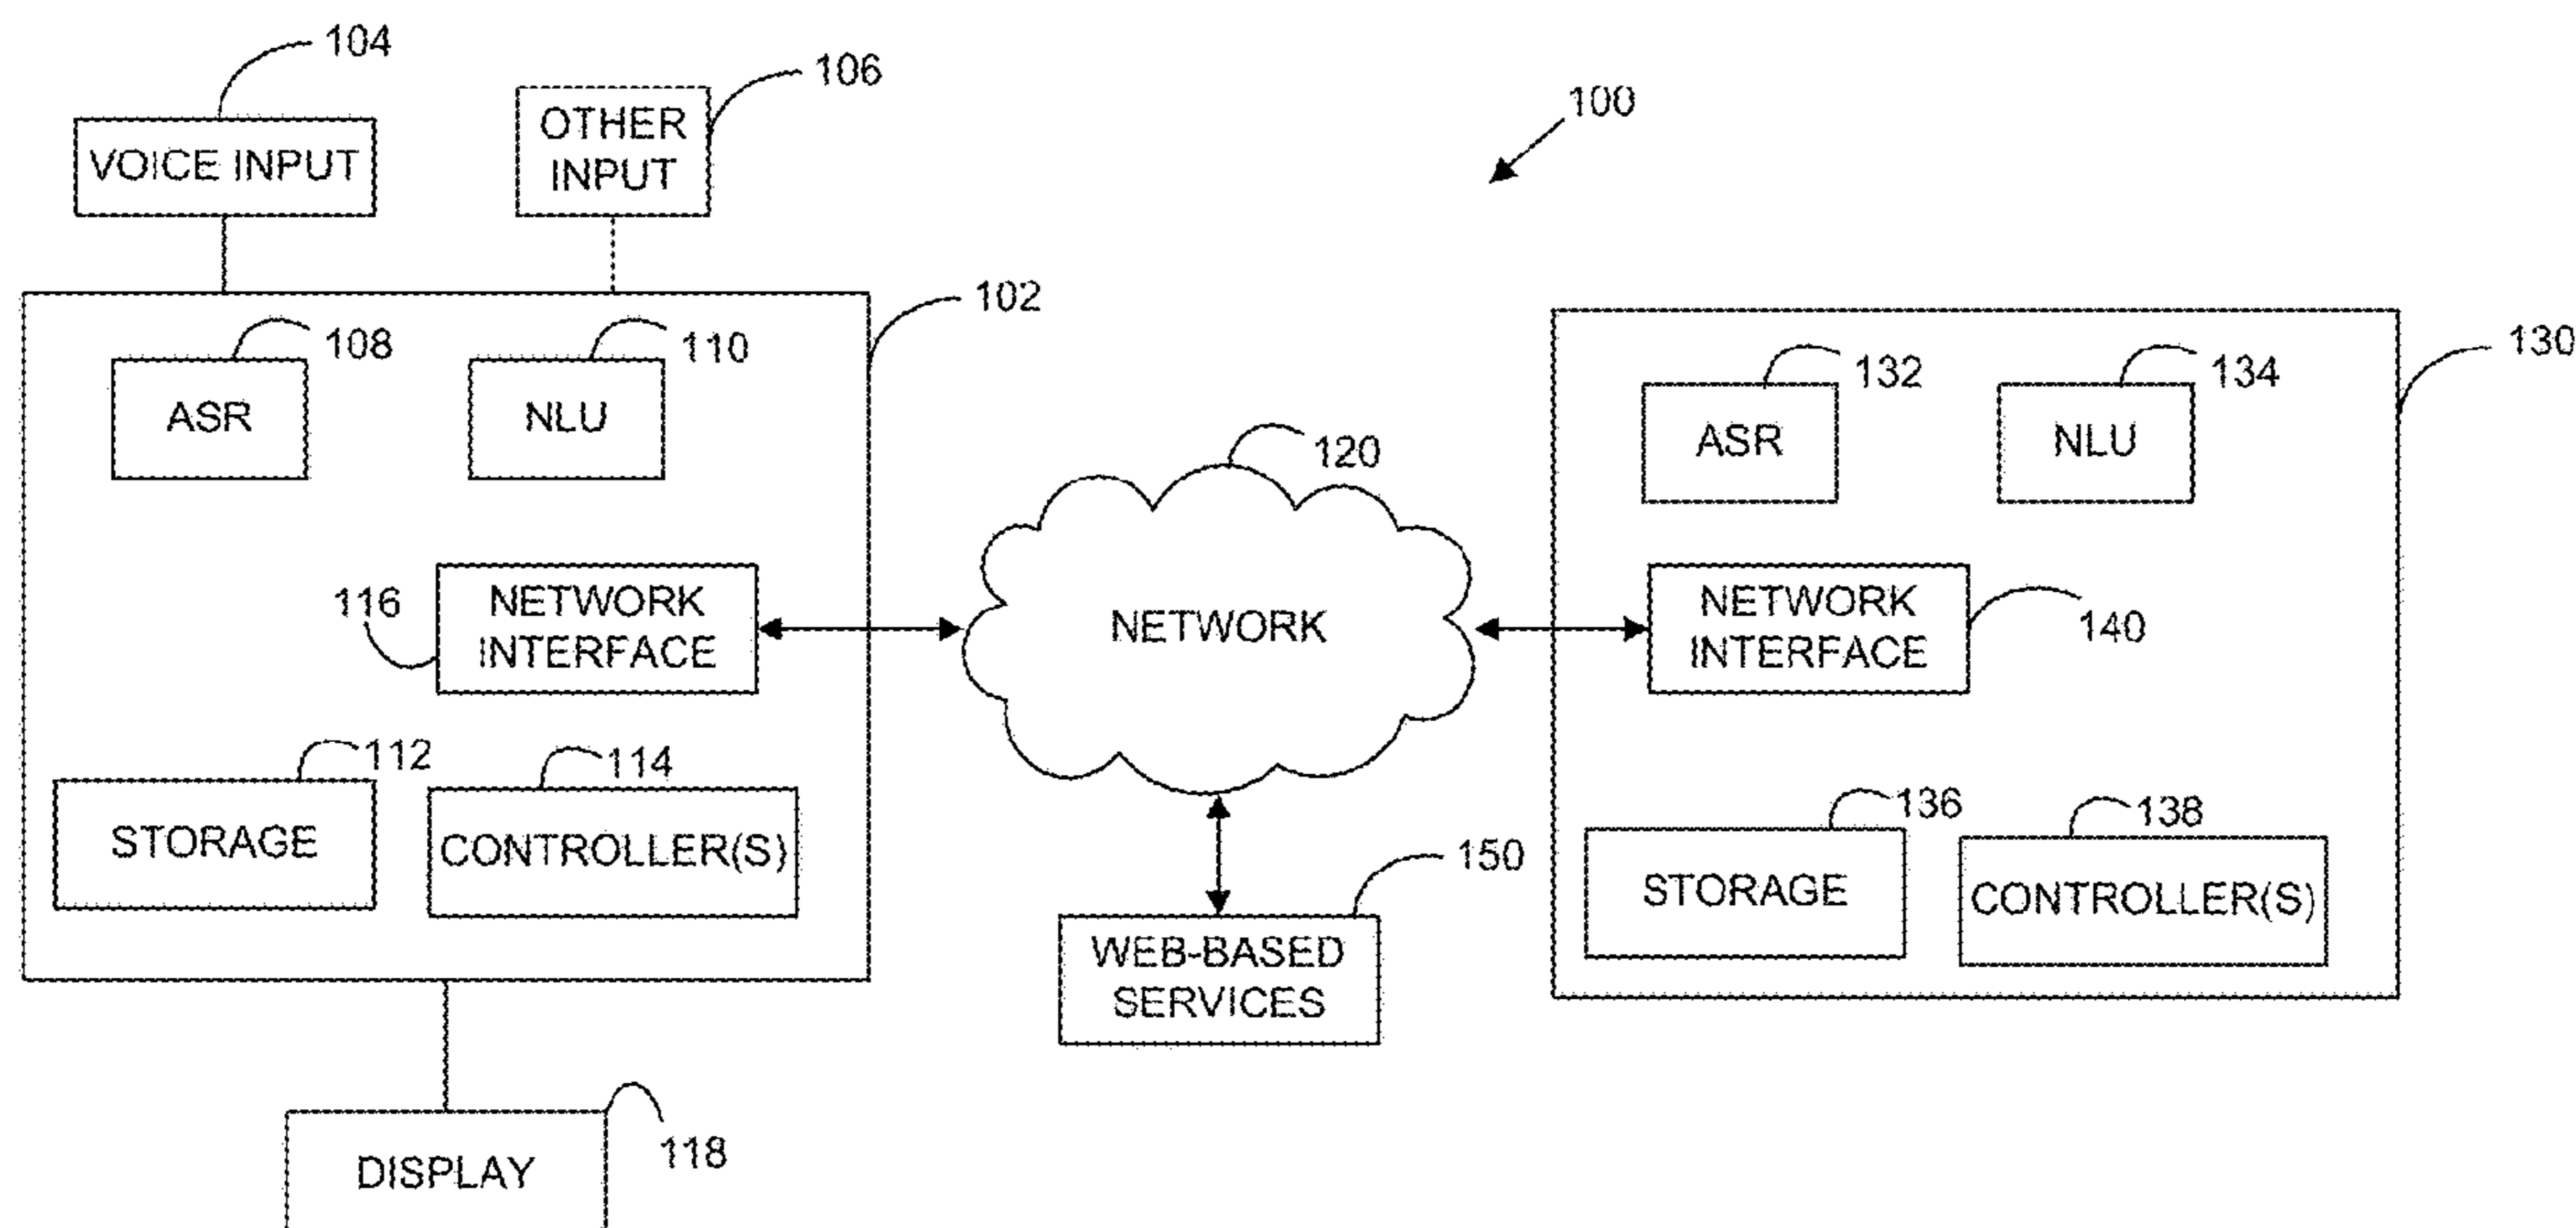 104
106
100
VOICE INPUT
OTHER
INPUT
102
108
110
ASR
NLU
130
132
134
ASR
NLU
120
116
NETWORK
INTERFACE
NETWORK
NETWORK
INTERFACE
140
112
114
STORAGE
CONTROLLER(S)
136
138
STORAGE
CONTROLLER(S)
150
WEB-BASED
SERVICES
118
DISPLAY